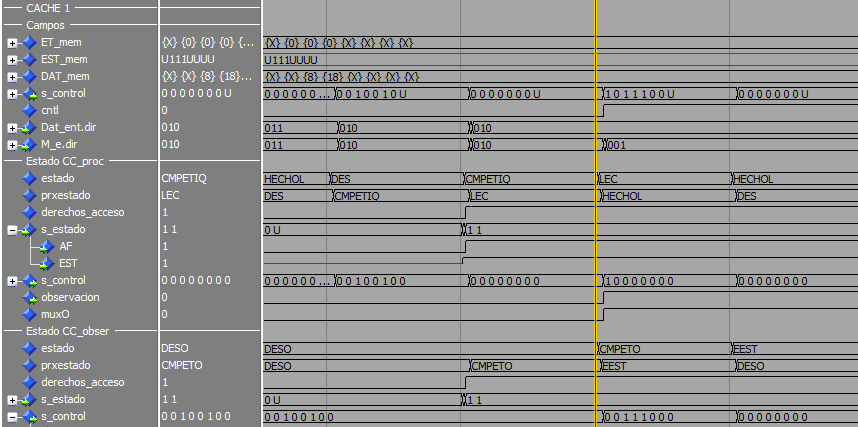 CACHE 1
Campos
ET_mem {X} {0} {0} {0} {... {X} {0} {0} {0} {X} {X} {X} {X}
EST_mem U111UUUU U111UUUU
DAT_mem {X} {X} {8} {18}... {X} {X} {8} {18} {X} {X} {X} {X}
s_control 0 0 0 0 0 0 0 U 0 0 0 0 0 0 ... 0 0 1 0 0 1 0 U 0 0 0 0 0 0 0 U 1 0 1 1 1 0 0 U 0 0 0 0 0 0 0 U
cntl 0
Dat_ent.dir 010 011 010 010
M_e.dir 010 011 010 010 001
Estado CC_proc
estado CMPETIQ HECHOL DES CMPETIQ LEC HECHOL
prxestado LEC DES CMPETIQ LEC HECHOL DES
derechos_acceso 1
s_estado 1 1 0 U 1 1
AF 1
EST 1
s_control 0 0 0 0 0 0 0 0 0 0 0 0 0 0 ... 0 0 1 0 0 1 0 0 0 0 0 0 0 0 0 0 1 0 0 0 0 0 0 0 0 0 0 0 0 0 0 0
observacion 0
muxO 0
Estado CC_obser
estado DESO DESO CMPETO EEST
prxestado CMPETO DESO CMPETO EEST DESO
derechos_acceso 1
s_estado 1 1 0 U 1 1
s_control 0 0 1 0 0 1 0 0 0 0 1 0 0 1 0 0 0 0 1 1 1 0 0 0 0 0 0 0 0 0 0 0